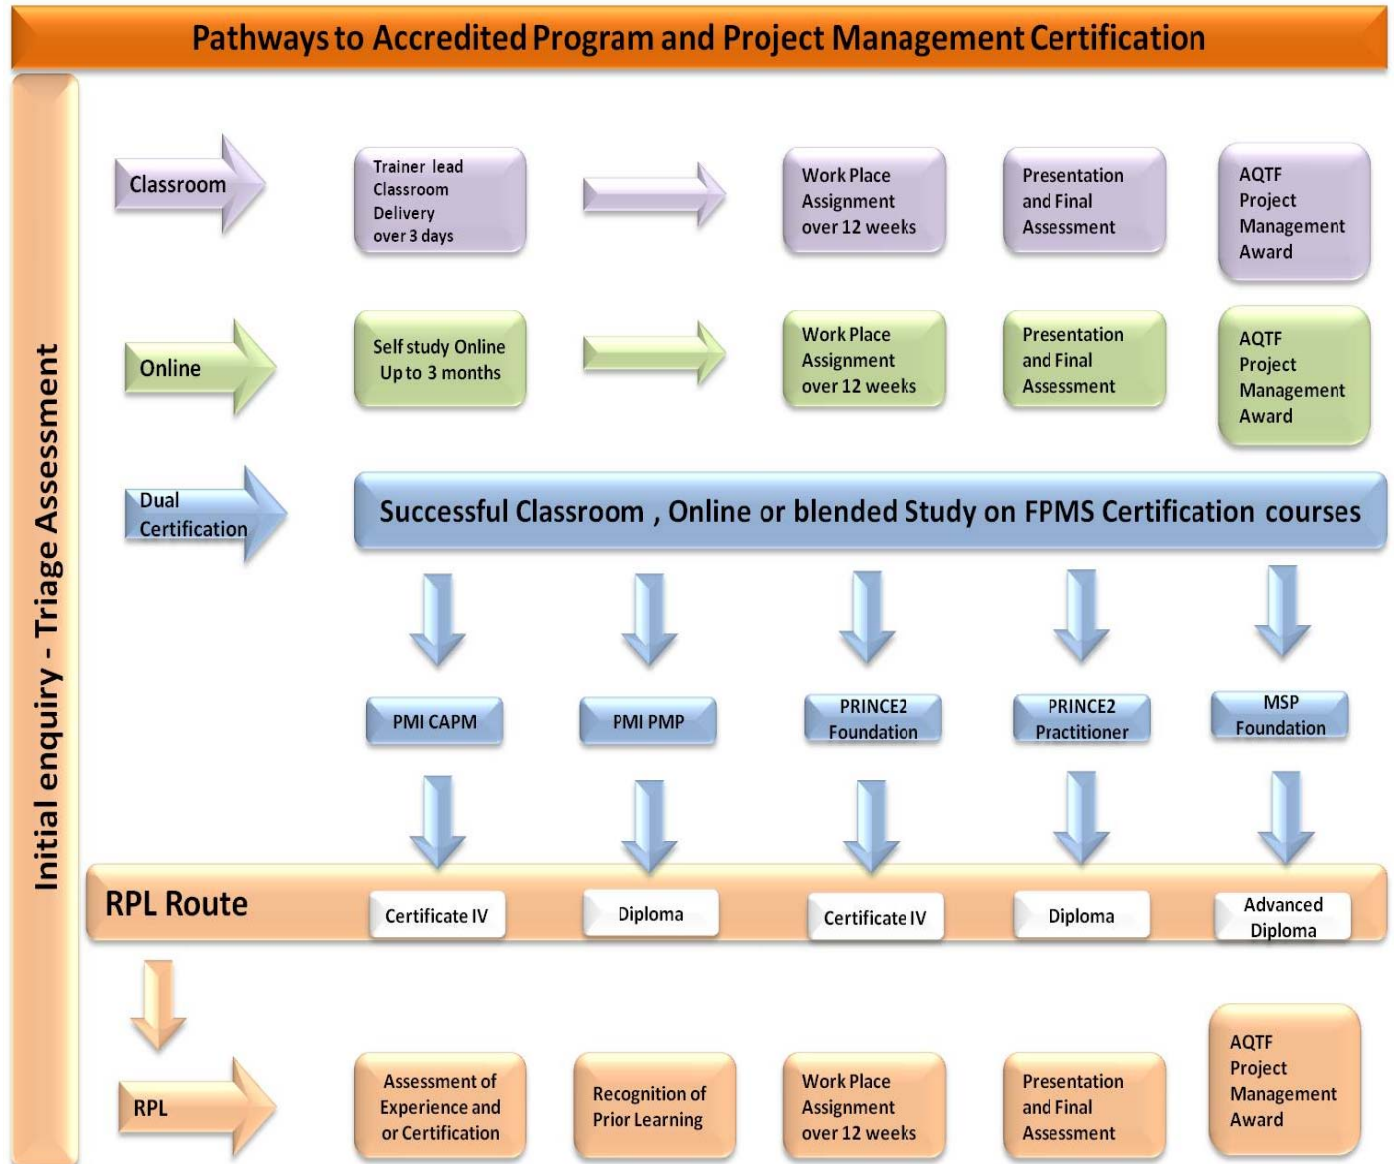 Pathways to Accredited Program and Project Management Certification
Initial enquiry - Triage Assessment
Classroom
Trainer lead
Classroom
Delivery
over 3 days
Work Place
Assignment
over 12 weeks
Presentation
and Final
Assessment
AQTF
Project
Management
Award
Online
Self study Online
Up to 3 months
Work Place
Assignment
over 12 weeks
Presentation
and Final
Assessment
AQTF
Project
Management
Award
Dual
Certification
Successful Classroom , Online or blended Study on FPMS Certification courses
PMI CAPM
PMI PMP
PRINCE2
Foundation
PRINCE2
Practitioner
MSP
Foundation
RPL Route
Certificate IV
Diploma
Certificate IV
Diploma
Advanced
Diploma
RPL
Assessment of
Experience and
or Certification
Recognition of
Prior Learning
Work Place
Assignment
over 12 weeks
Presentation
and Final
Assessment
AQTF
Project
Management
Award